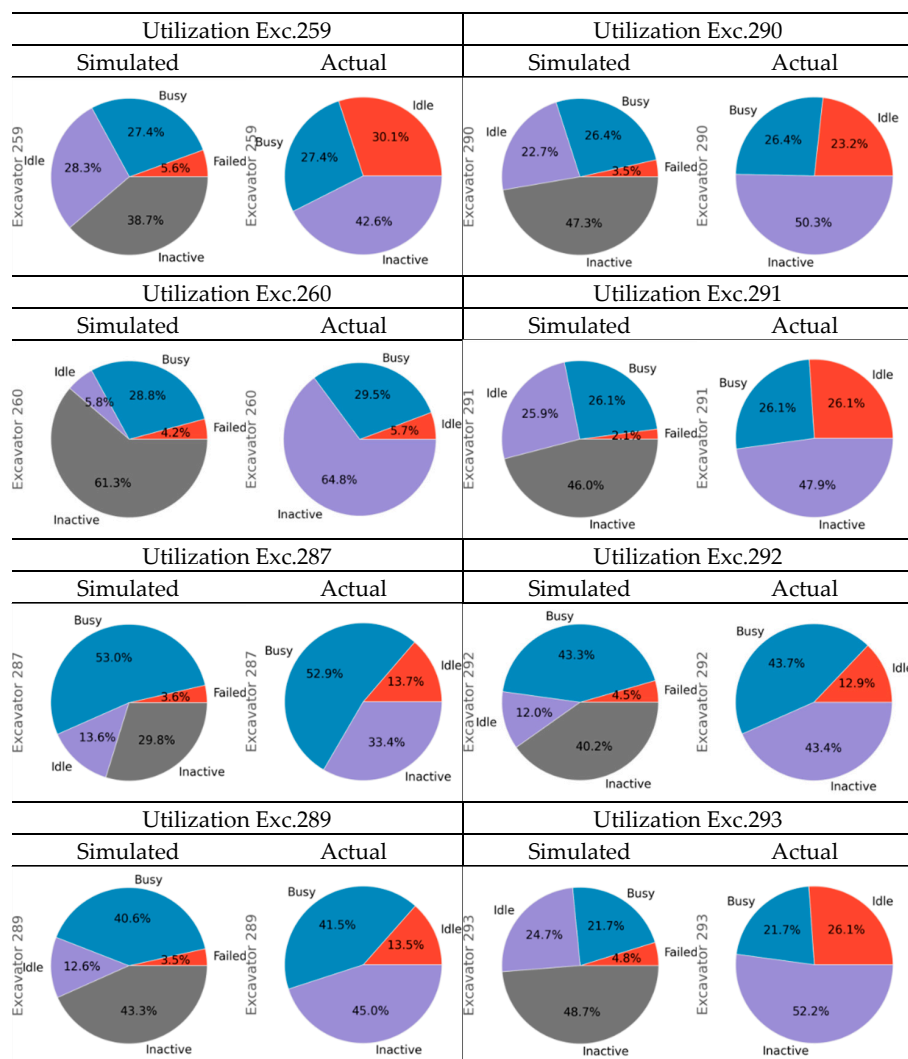 Utilization Exc.259
Utilization Exc.290
Simulated
Actual
Simulated
Actual
Excavator 259
Busy
27.4%
Idle
28.3%
5.6%
Failed
38.7%
Inactive
Excavator 259
Idle
30.1%
Busy
27.4%
42.6%
Inactive
Excavator 290
Busy
26.4%
Idle
22.7%
3.5%
Failed
47.3%
Inactive
Excavator 290
Busy
26.4%
Idle
23.2%
50.3%
Inactive
Utilization Exc.260
Utilization Exc.291
Simulated
Actual
Simulated
Actual
Excavator 260
Busy
28.8%
Idle
5.8%
4.2%
Failed
61.3%
Inactive
Excavator 260
Busy
29.5%
5.7%
Idle
64.8%
Inactive
Excavator 291
Busy
26.1%
Idle
25.9%
2.1%
Failed
46.0%
Inactive
Excavator 291
Busy
26.1%
Idle
26.1%
47.9%
Inactive
Utilization Exc.287
Utilization Exc.292
Simulated
Actual
Simulated
Actual
Excavator 287
Busy
53.0%
3.6%
Failed
13.6%
Idle
29.8%
Inactive
Excavator 287
Busy
52.9%
13.7%
Idle
33.4%
Inactive
Excavator 292
Busy
43.3%
4.5%
Failed
12.0%
Idle
40.2%
Inactive
Excavator 292
Busy
43.7%
12.9%
Idle
43.4%
Inactive
Utilization Exc.289
Utilization Exc.293
Simulated
Actual
Simulated
Actual
Excavator 289
Busy
40.6%
3.5%
Failed
12.6%
Idle
43.3%
Inactive
Excavator 289
Busy
41.5%
13.5%
Idle
45.0%
Inactive
Excavator 293
Busy
21.7%
Idle
24.7%
4.8%
Failed
48.7%
Inactive
Excavator 293
Busy
21.7%
Idle
26.1%
52.2%
Inactive